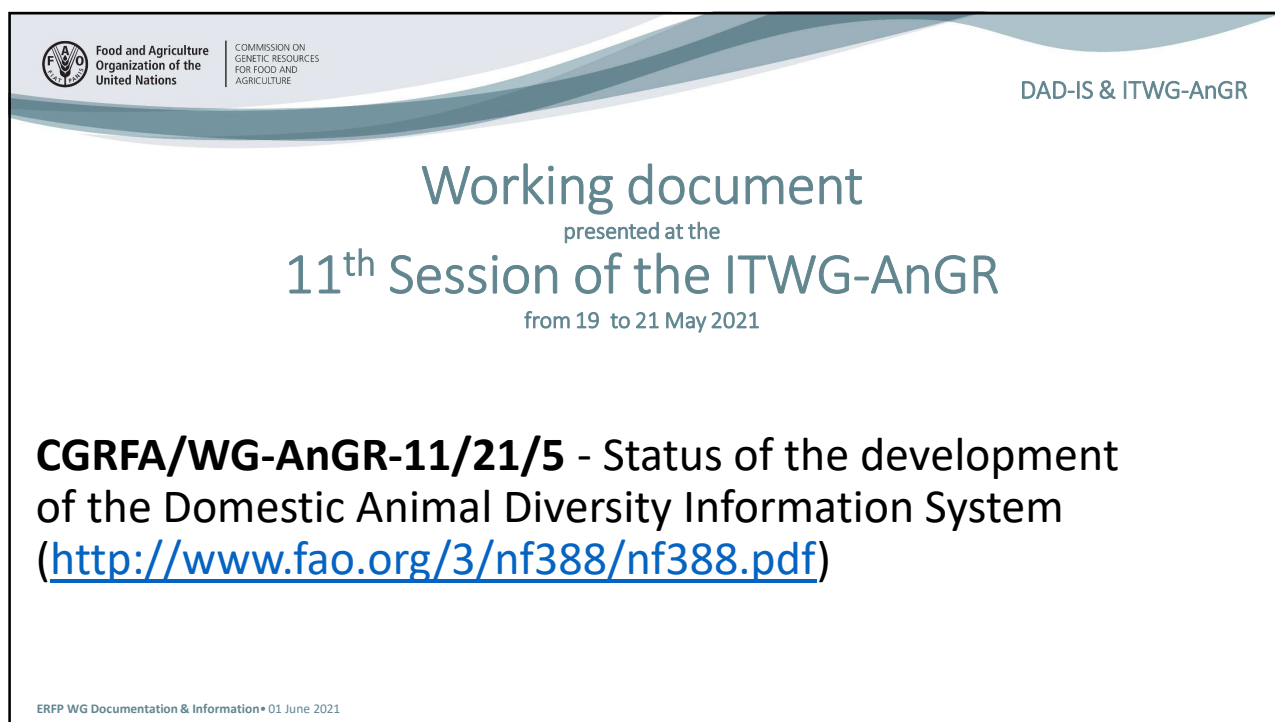 Food and Agriculture
Organization of the
United Nations
COMMISSION ON
GENETIC RESOURCES
FOR FOOD AND
AGRICULTURE
DAD-IS & ITWG-AnGR
Working document
presented at the
11th Session of the ITWG-AnGR
from 19 to 21 May 2021
CGRFA/WG-AnGR-11/21/5 - Status of the development
of the Domestic Animal Diversity Information System
(http://www.fao.org/3/nf388/nf388.pdf)
ERFP WG Documentation & Information • 01 June 2021